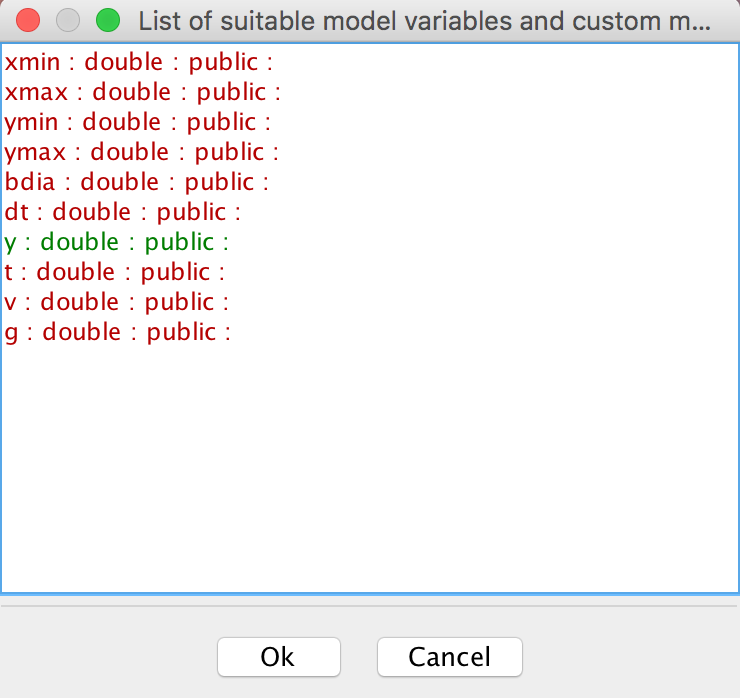 List of suitable model variables and custom m...
xmin : double : public :
xmax : double : public :
ymin : double : public :
ymax : double : public :
bdia : double : public :
dt : double : public :
y : double : public :
t : double : public :
v : double : public :
g : double : public :
Ok
Cancel